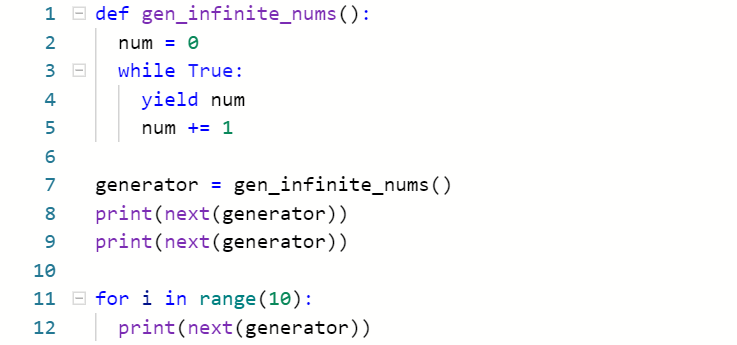 1 def gen_infinite_nums():
2     num = 0
3     while True:
4         yield num
5         num += 1
6
7 generator = gen_infinite_nums()
8 print(next(generator))
9 print(next(generator))
10
11 for i in range(10):
12     print(next(generator))